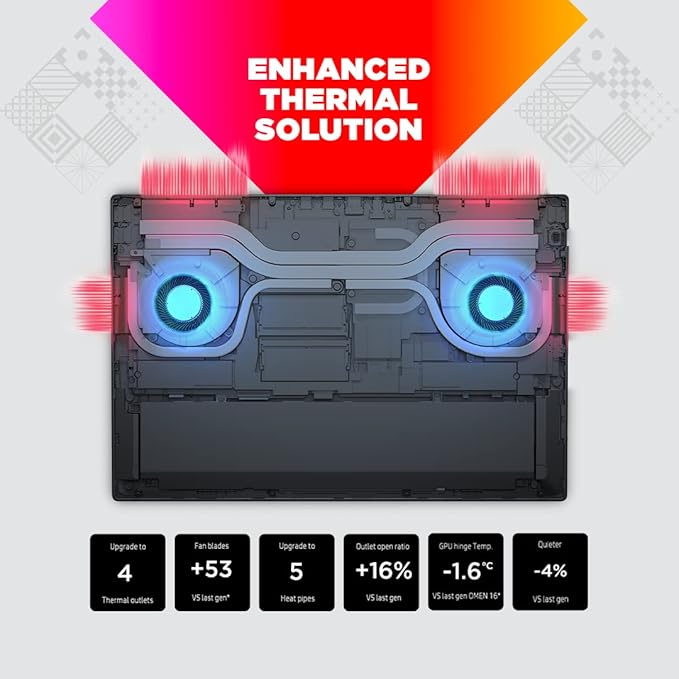 ENHANCED
THERMAL
SOLUTION
Upgrade to
4
Thermal outlets
Fan blades
+53
VS last gen*
Upgrade to
5
Heat pipes
Outlet open ratio
+16%
VS last gen
GPU hinge Temp.
-1.6°C
VS last gen OMEN 16*
Quieter
-4%
VS last gen